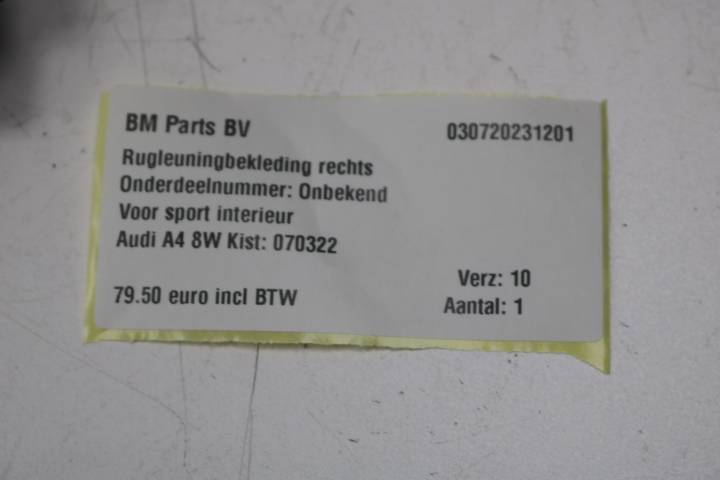 BM Parts BV 030720231201
Rugleuningbekleding rechts
Onderdeelnummer: Onbekend
Voor sport interieur
Audi A4 8W Kist: 070322
Verz: 10
79.50 euro incl BTW Aantal: 1